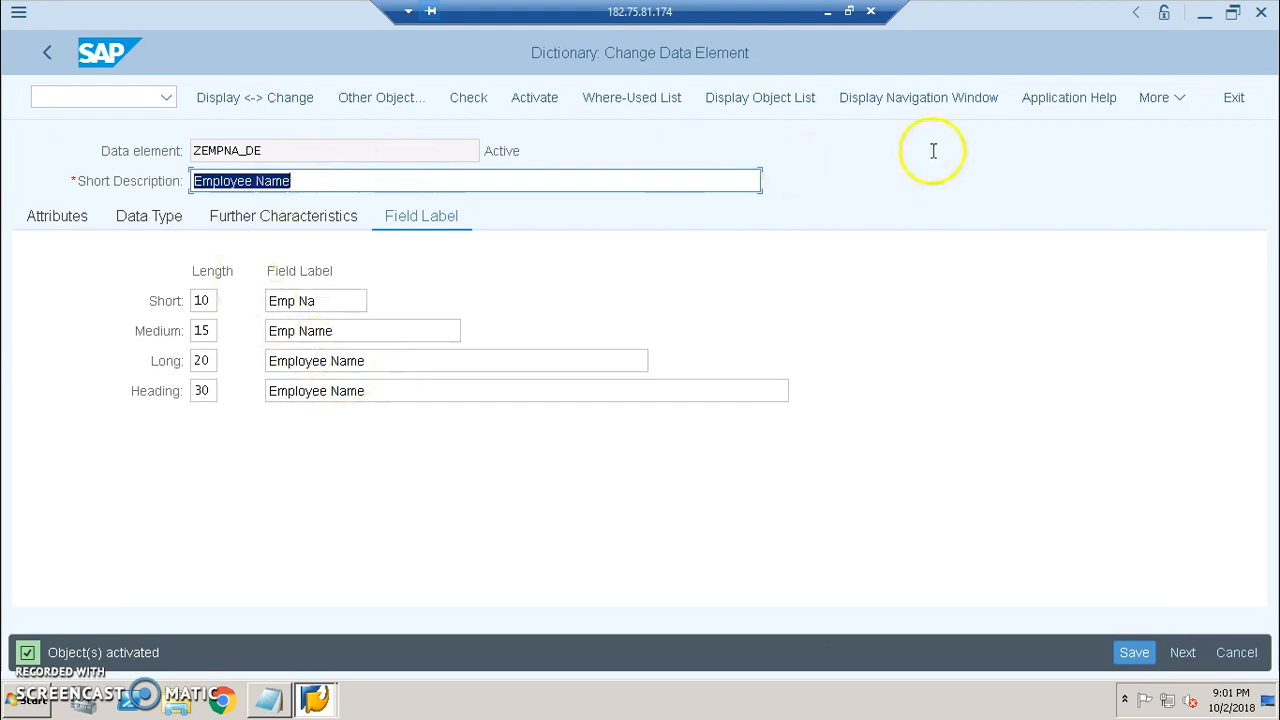 182.75.81.174
SAP
Dictionary: Change Data Element
Display <-> Change Other Object... Check Activate Where-Used List Display Object List Display Navigation Window Application Help More Exit
Data element: ZEMPNA_DE Active
*Short Description: Employee Name
Attributes Data Type Further Characteristics Field Label
Length Field Label
Short: 10 Emp Na
Medium: 15 Emp Name
Long: 20 Employee Name
Heading: 30 Employee Name
Object(s) activated Save Next Cancel
RECORDED WITH
SCREENCAST MATIC
Start
9:01 PM
10/2/2018